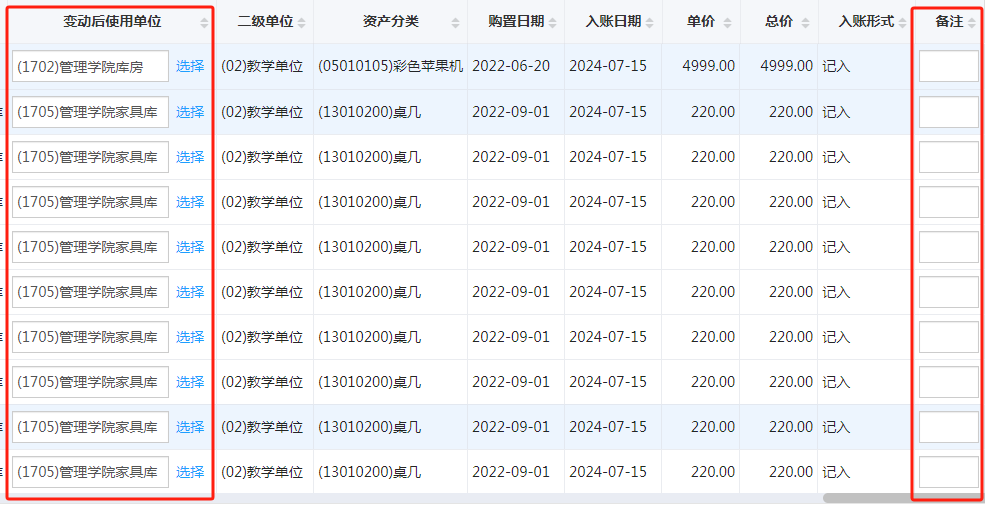 变动后使用单位 二级单位 资产分类 购置日期 入账日期 单价 总价 入账形式 备注
(1702)管理学院库房 选择 (02)教学单位 (05010105)彩色苹果机 2022-06-20 2024-07-15 4999.00 4999.00 记入
(1705)管理学院家具库 选择 (02)教学单位 (13010200)桌几 2022-09-01 2024-07-15 220.00 220.00 记入
(1705)管理学院家具库 选择 (02)教学单位 (13010200)桌几 2022-09-01 2024-07-15 220.00 220.00 记入
(1705)管理学院家具库 选择 (02)教学单位 (13010200)桌几 2022-09-01 2024-07-15 220.00 220.00 记入
(1705)管理学院家具库 选择 (02)教学单位 (13010200)桌几 2022-09-01 2024-07-15 220.00 220.00 记入
(1705)管理学院家具库 选择 (02)教学单位 (13010200)桌几 2022-09-01 2024-07-15 220.00 220.00 记入
(1705)管理学院家具库 选择 (02)教学单位 (13010200)桌几 2022-09-01 2024-07-15 220.00 220.00 记入
(1705)管理学院家具库 选择 (02)教学单位 (13010200)桌几 2022-09-01 2024-07-15 220.00 220.00 记入
(1705)管理学院家具库 选择 (02)教学单位 (13010200)桌几 2022-09-01 2024-07-15 220.00 220.00 记入
(1705)管理学院家具库 选择 (02)教学单位 (13010200)桌几 2022-09-01 2024-07-15 220.00 220.00 记入